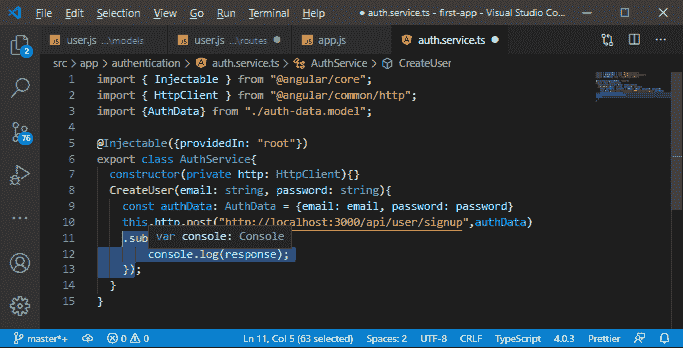 File Edit Selection View Go Run Terminal Help auth.service.ts - first-app - Visual Studio Co...
user.js ...\models user.js ...\routes app.js auth.service.ts
src > app > authentication > auth.service.ts > AuthService > CreateUser
1 import { Injectable } from "@angular/core";
2 import { HttpClient } from "@angular/common/http";
3 import {AuthData} from "./auth-data.model";
4
5 @Injectable({providedIn: "root"})
6 export class AuthService{
7 constructor(private http: HttpClient){}
8 CreateUser(email: string, password: string){
9 const authData: AuthData = {email: email, password: password}
10 this.http.post("http://localhost:3000/api/user/signup",authData)
11 .sub var console: Console
12 console.log(response);
13 });
14 }
15 }
2
76
master*+ 0 0 Ln 11, Col 5 (63 selected) Spaces: 2 UTF-8 CRLF TypeScript 4.0.3 Prettier